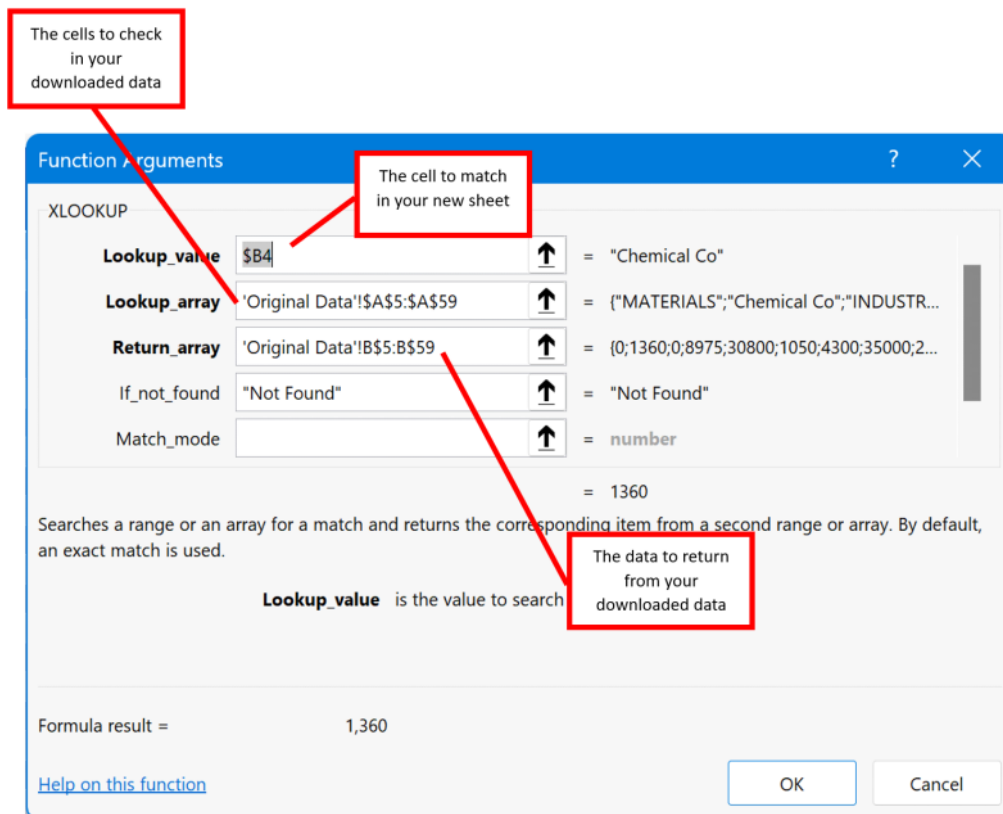 The cells to check
in your
downloaded data
Function Arguments
?
The cell to match
in your new sheet
XLOOKUP
Lookup_value $B4 = "Chemical Co"
Lookup_array 'Original Data'!$A$5:$A$59 = {"MATERIALS";"Chemical Co";"INDUSTR...
Return_array 'Original Data'!B$5:B$59 = {0;1360;0;8975;30800;1050;4300;35000;2...
If_not_found "Not Found" = "Not Found"
Match_mode = number
= 1360
Searches a range or an array for a match and returns the corresponding item from a second range or array. By default,
an exact match is used.
The data to return
from your
downloaded data
Lookup_value is the value to search
Formula result = 1,360
Help on this function
OK Cancel